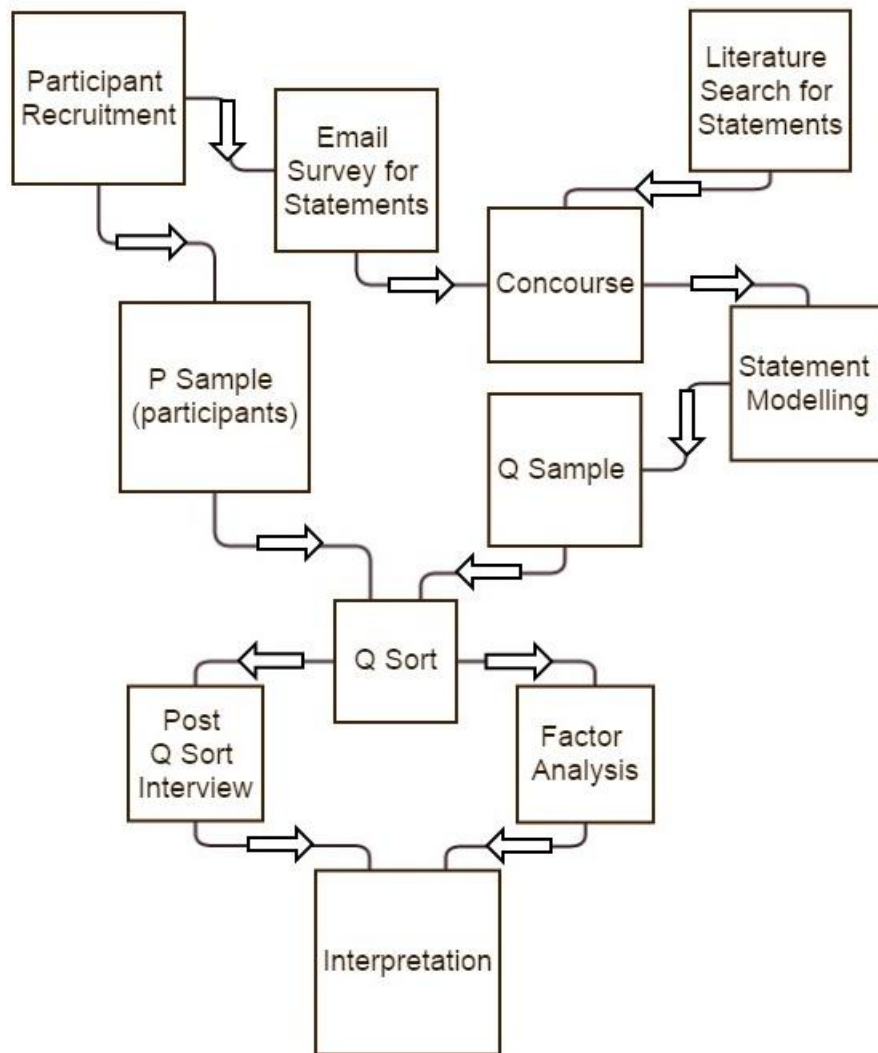 Participant
Recruitment
Email
Survey for
Statements
Literature
Search for
Statements
Concourse
P Sample
(participants)
Statement
Modelling
Q Sample
Q Sort
Post
Q Sort
Interview
Factor
Analysis
Interpretation